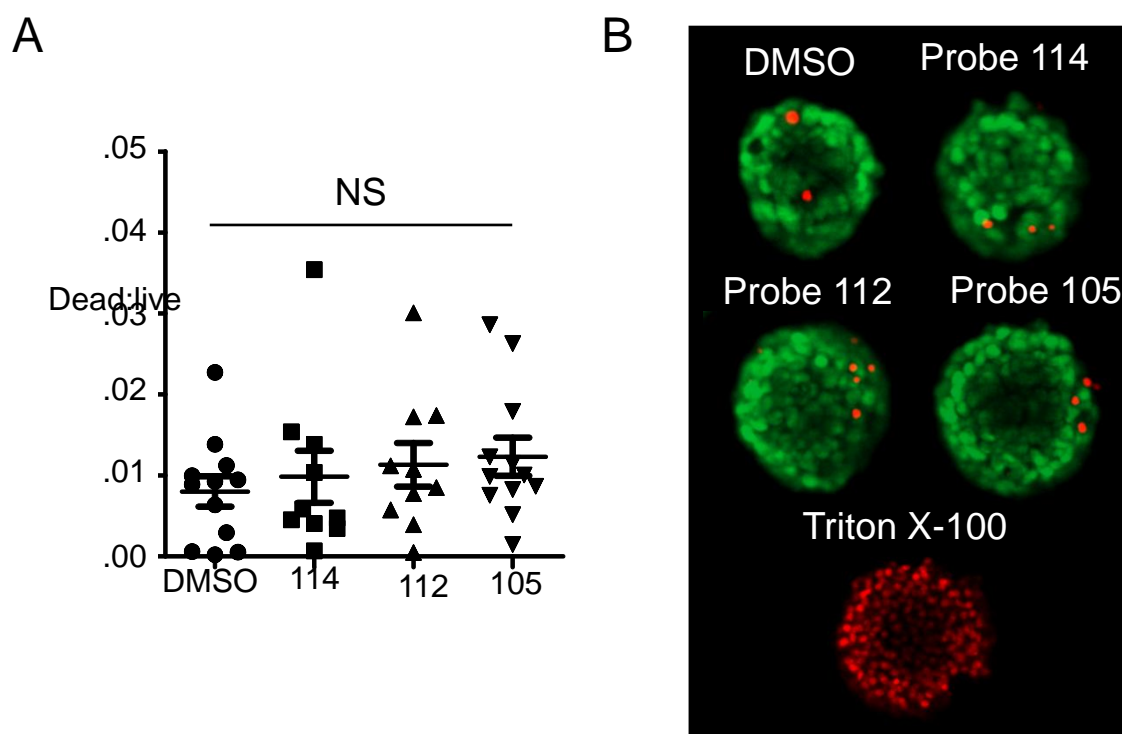 A
B
.05
.04
.03
.02
.01
.00
Dead:live
NS
DMSO
114
112
105
DMSO
Probe 114
Probe 112
Probe 105
Triton X-100